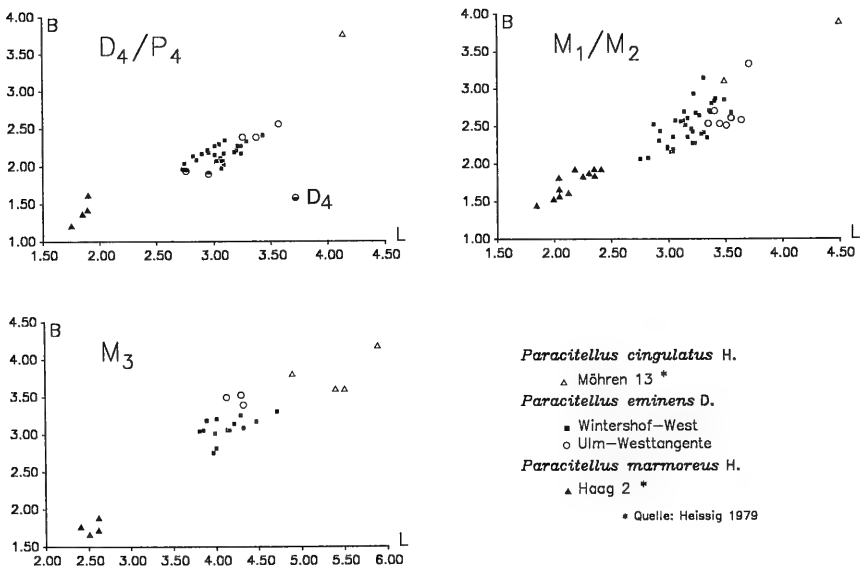 4.00 B
D4/P4
3.50
3.00
2.50
2.00
1.50
1.00
D4
L
1.50 2.00 2.50 3.00 3.50 4.00 4.50
4.00 B
M1/M2
3.50
3.00
2.50
2.00
1.50
1.00
L
1.50 2.00 2.50 3.00 3.50 4.00 4.50
4.50 B
M3
4.00
3.50
3.00
2.50
2.00
1.50
L
2.00 2.50 3.00 3.50 4.00 4.50 5.00 5.50 6.00
Paracitellus cingulatus H.
Möhren 13 *
Paracitellus eminens D.
Wintershof-West
Ulm-Westtangente
Paracitellus marmoreus H.
Haag 2 *
* Quelle: Heissig 1979